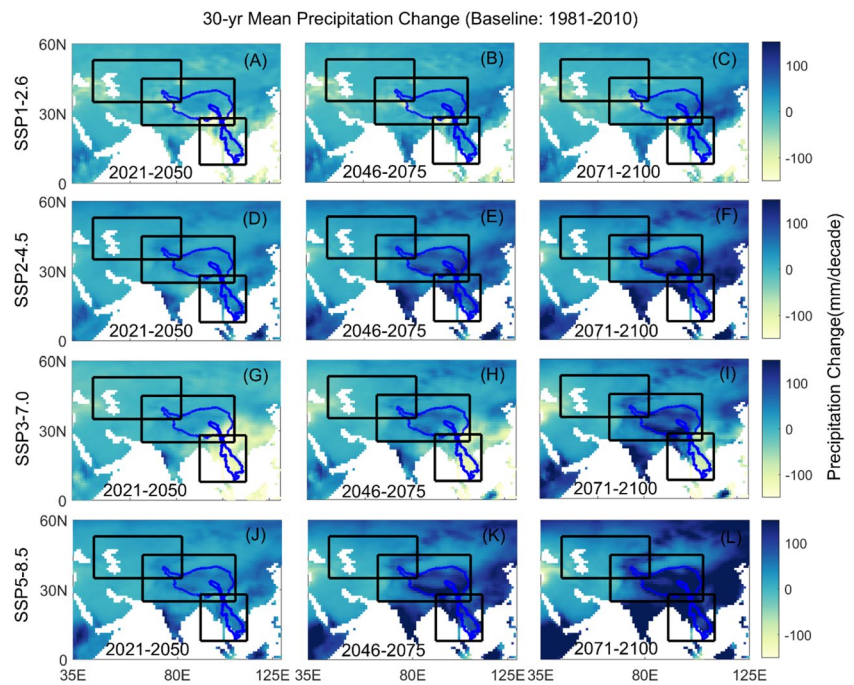 30-yr Mean Precipitation Change (Baseline: 1981-2010)
60N (A) (B) (C) 100
SSP1-2.6 30N 0
0 2021-2050 2046-2075 2071-2100 -100
60N (D) (E) (F) 100
SSP2-4.5 30N 0
0 2021-2050 2046-2075 2071-2100 -100
Precipitation Change(mm/decade)
60N (G) (H) (I) 100
SSP3-7.0 30N 0
0 2021-2050 2046-2075 2071-2100 -100
60N (J) (K) (L) 100
SSP5-8.5 30N 0
0 2021-2050 2046-2075 2071-2100 -100
35E 80E 125E 35E 80E 125E 35E 80E 125E